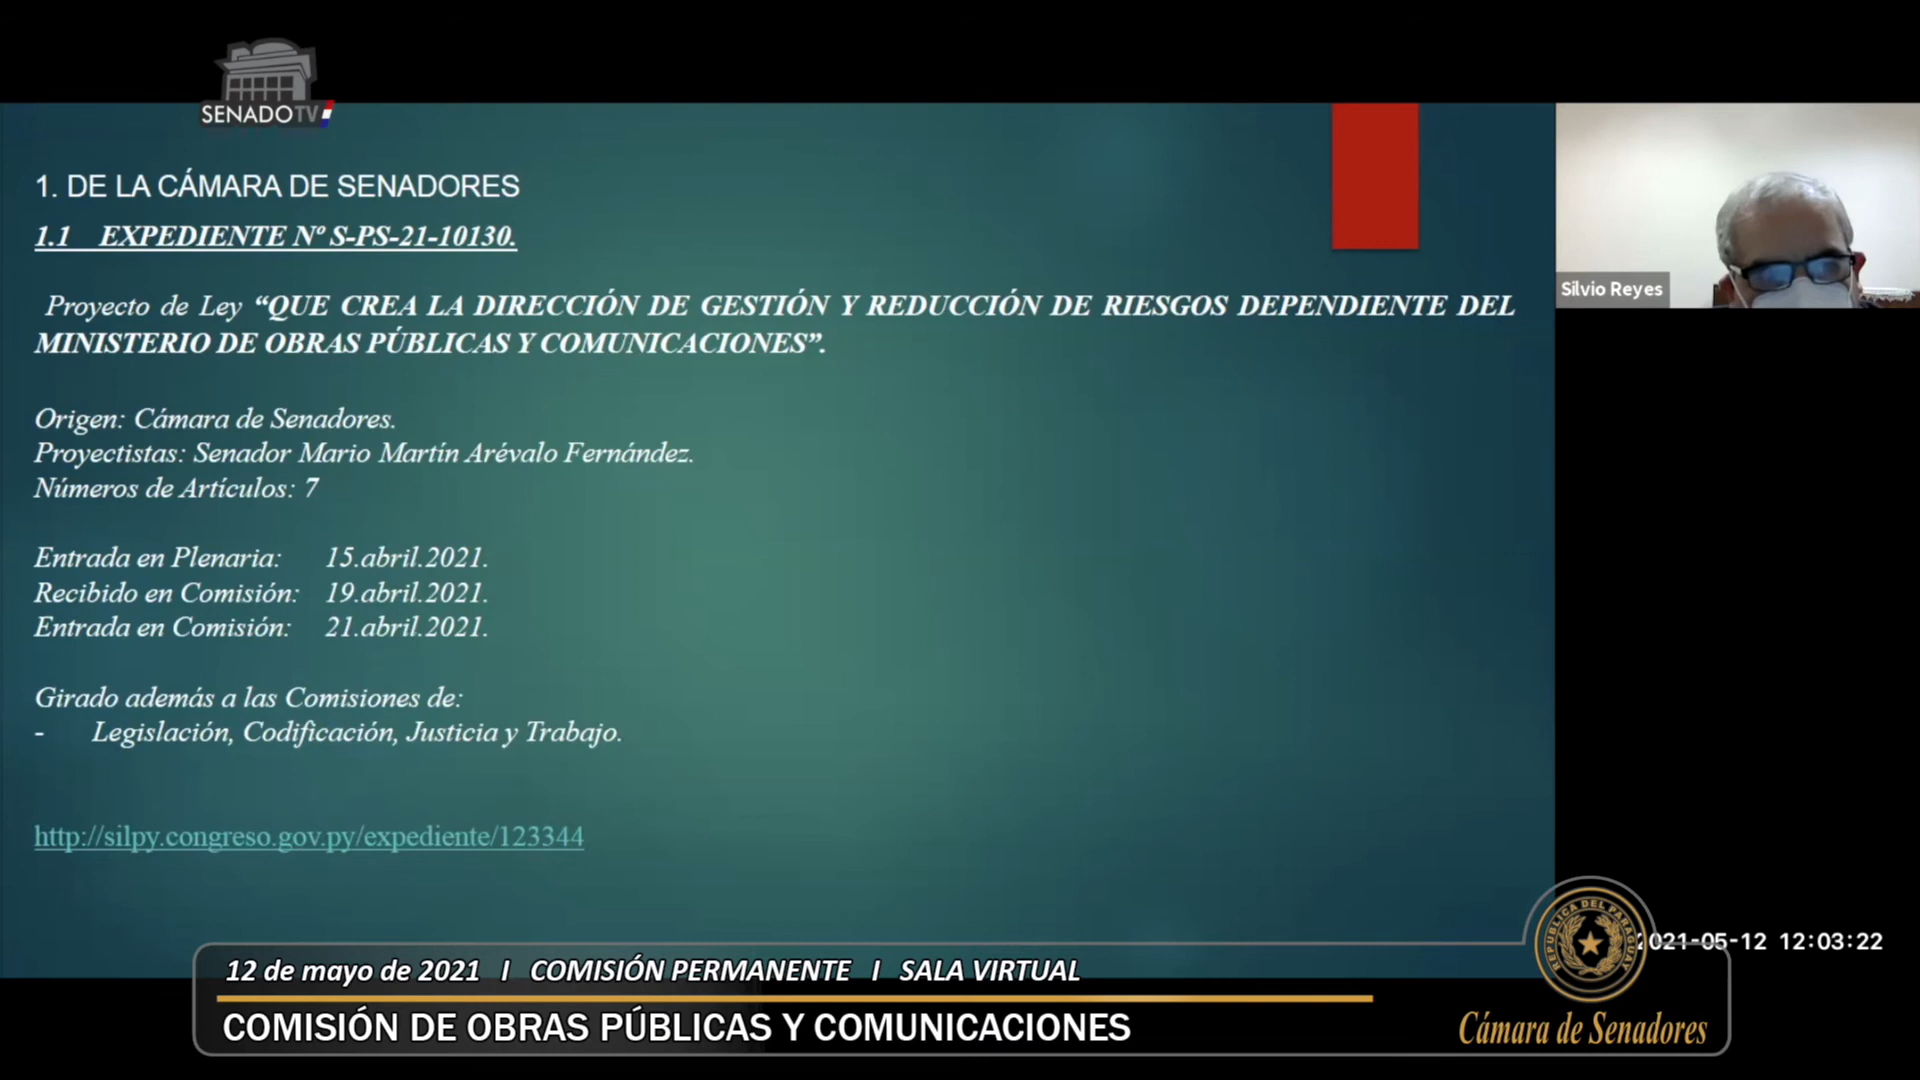 SENADOTV
1. DE LA CÁMARA DE SENADORES
1.1 EXPEDIENTE Nº S-PS-21-10130.
Proyecto de Ley “QUE CREA LA DIRECCIÓN DE GESTIÓN Y REDUCCIÓN DE RIESGOS DEPENDIENTE DEL
MINISTERIO DE OBRAS PÚBLICAS Y COMUNICACIONES”.
Silvio Reyes
Origen: Cámara de Senadores.
Proyectistas: Senador Mario Martín Arévalo Fernández.
Números de Artículos: 7
Entrada en Plenaria: 15.abril.2021.
Recibido en Comisión: 19.abril.2021.
Entrada en Comisión: 21.abril.2021.
Girado además a las Comisiones de:
- Legislación, Codificación, Justicia y Trabajo.
http://silpy.congreso.gov.py/expediente/123344
REPUBLICA DEL PARAGUAY
2021-05-12 12:03:22
12 de mayo de 2021 I COMISIÓN PERMANENTE I SALA VIRTUAL
COMISIÓN DE OBRAS PÚBLICAS Y COMUNICACIONES
Cámara de Senadores